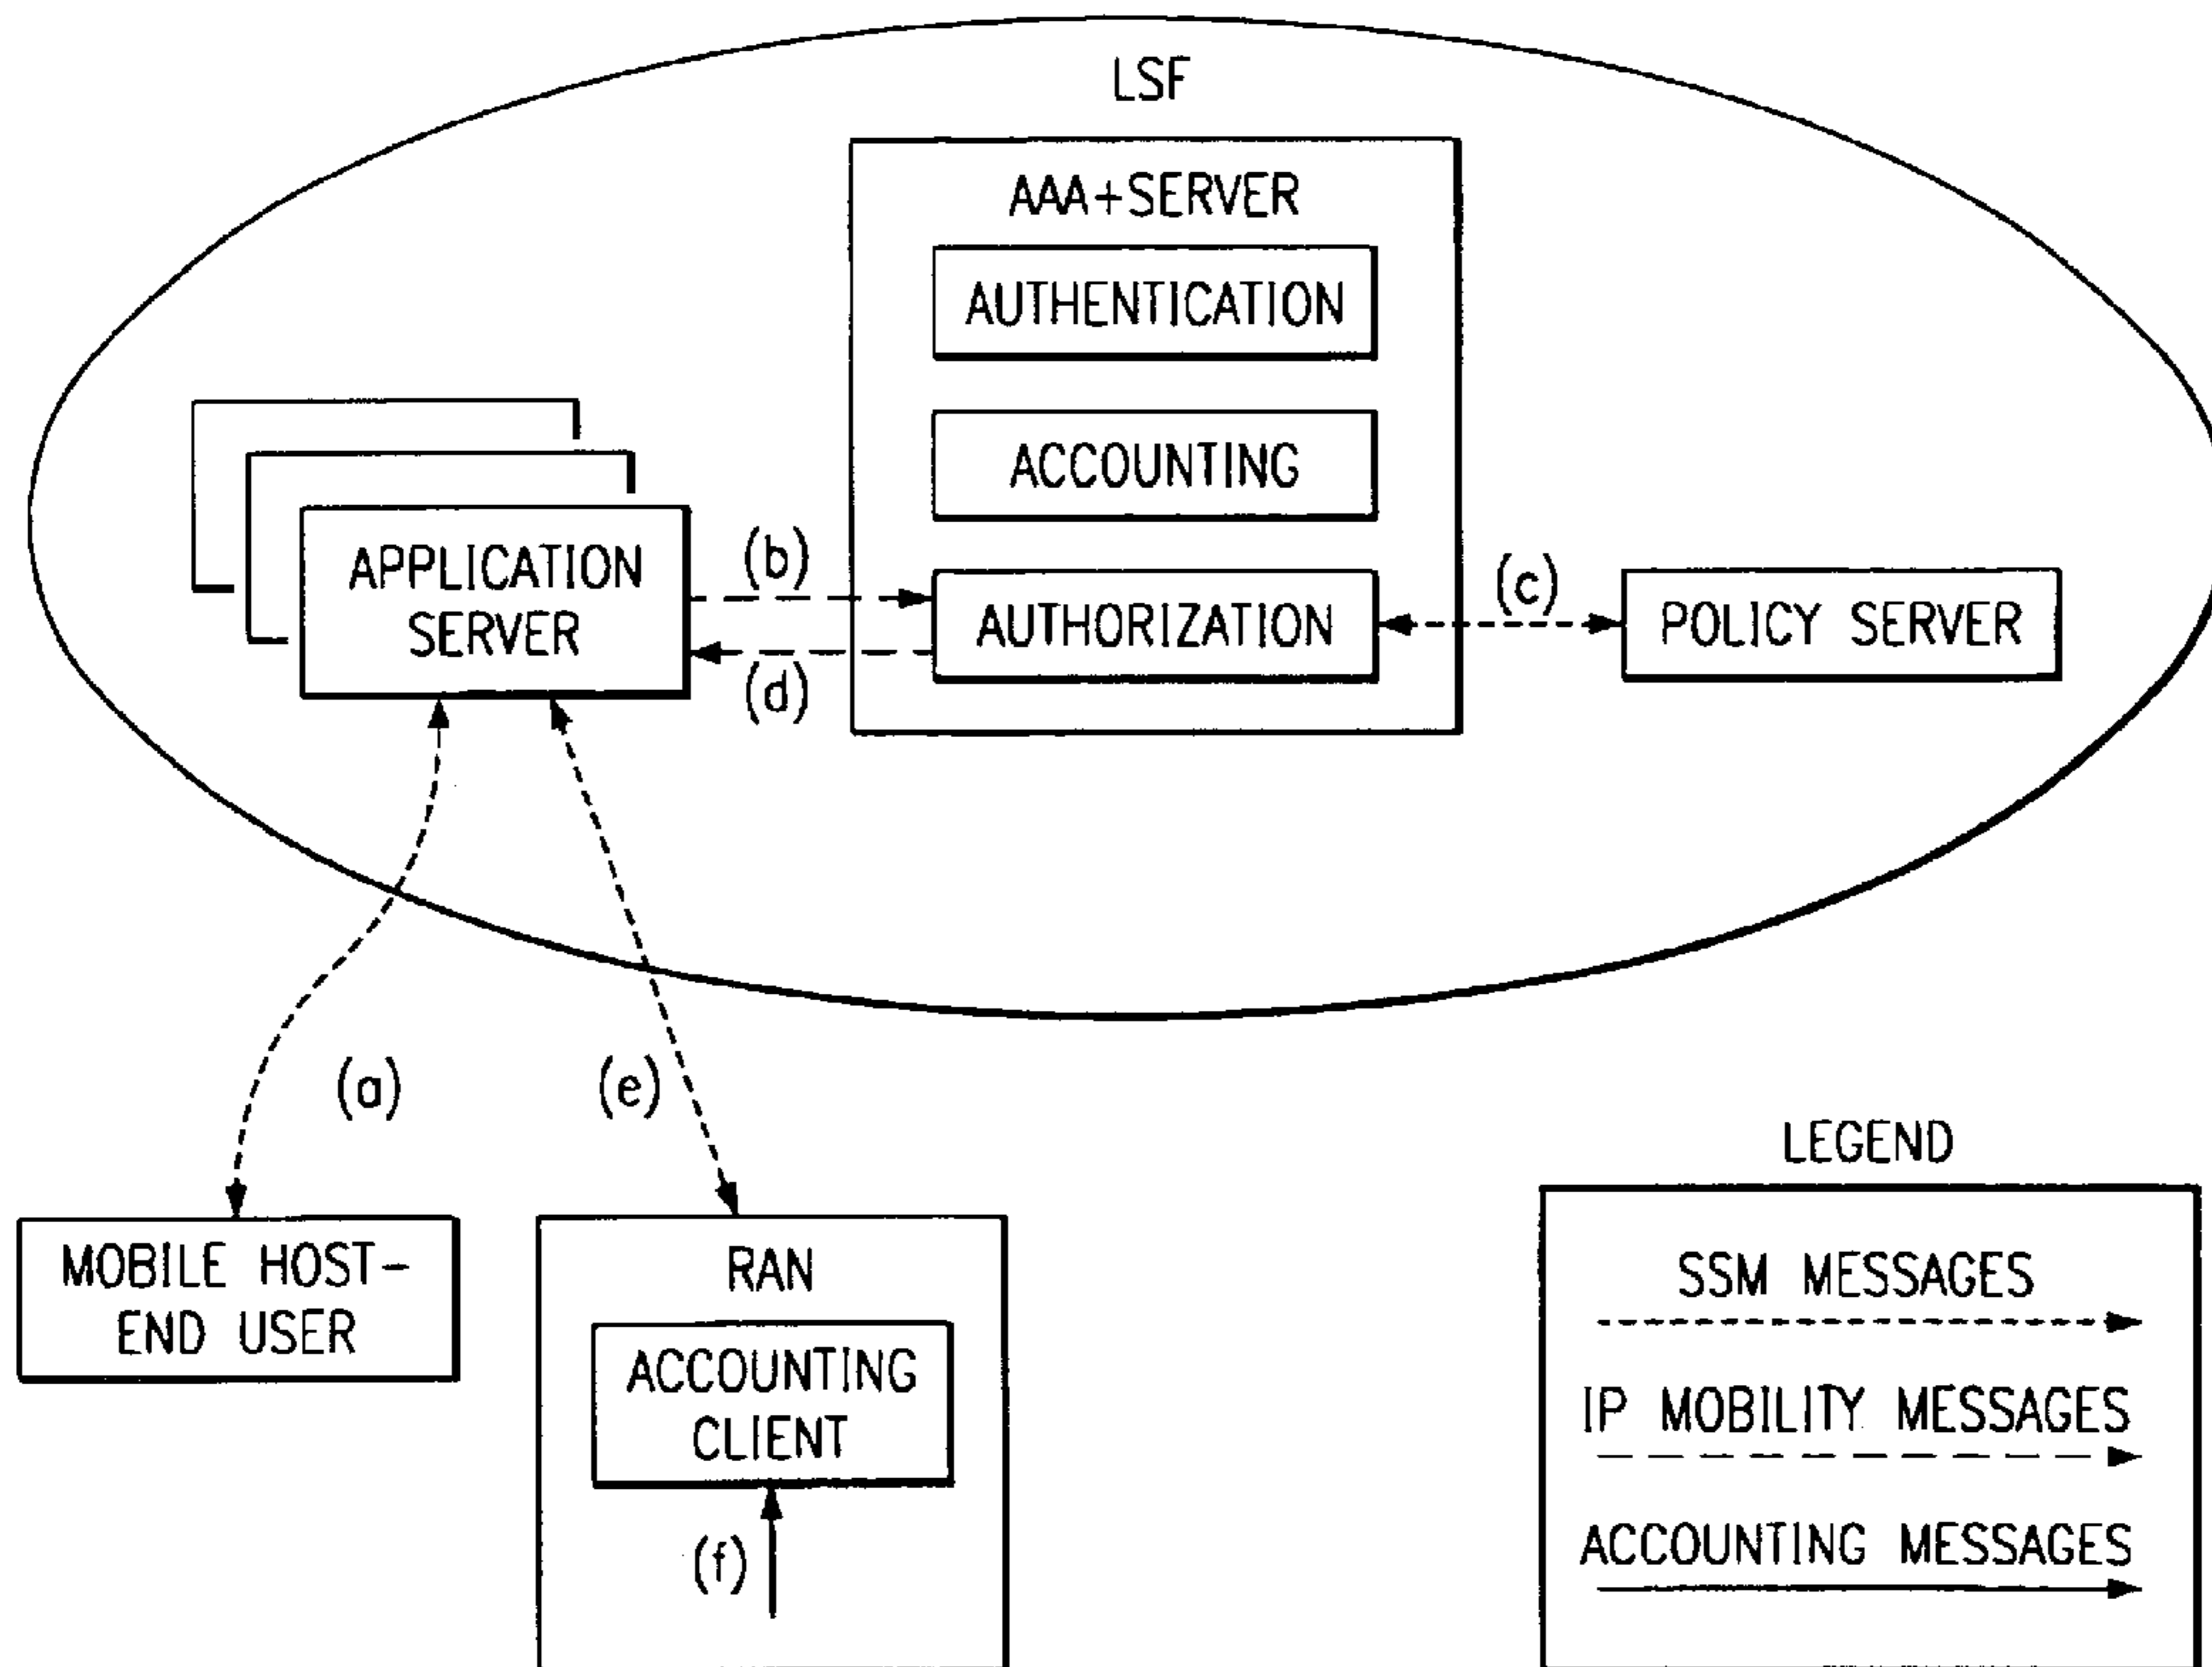 LSF
AAA+SERVER
AUTHENTICATION
ACCOUNTING
AUTHORIZATION
APPLICATION
SERVER
(b)
(d)
(c)
POLICY SERVER
(a)
(e)
MOBILE HOST-
END USER
RAN
ACCOUNTING
CLIENT
(f)
LEGEND
SSM MESSAGES
IP MOBILITY MESSAGES
ACCOUNTING MESSAGES